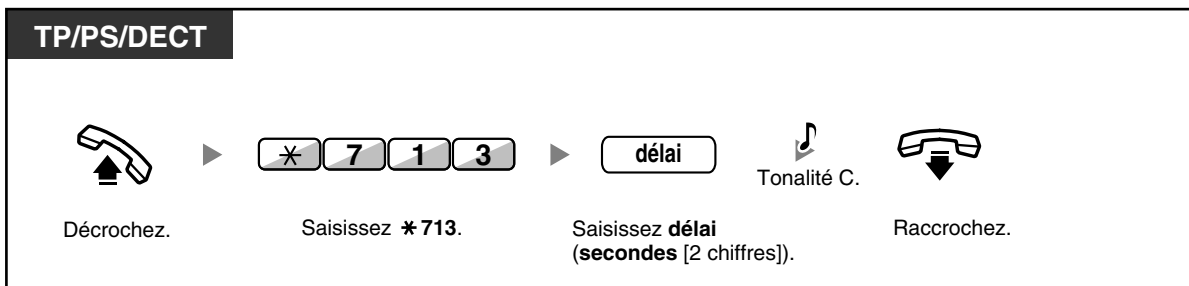 TP/PS/DECT
* 7 1 3
délai
Tonalité C.
Décrochez.
Saisissez *713.
Saisissez délai
(secondes [2 chiffres]).
Raccrochez.